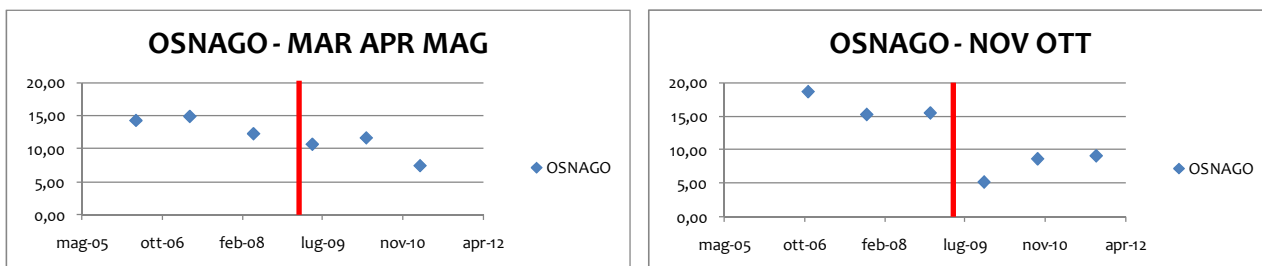 OSNAGO - MAR APR MAG
20,00
15,00
10,00
5,00
0,00
mag-05 ott-06 feb-08 lug-09 nov-10 apr-12
OSNAGO
OSNAGO - NOV OTT
20,00
15,00
10,00
5,00
0,00
mag-05 ott-06 feb-08 lug-09 nov-10 apr-12
OSNAGO